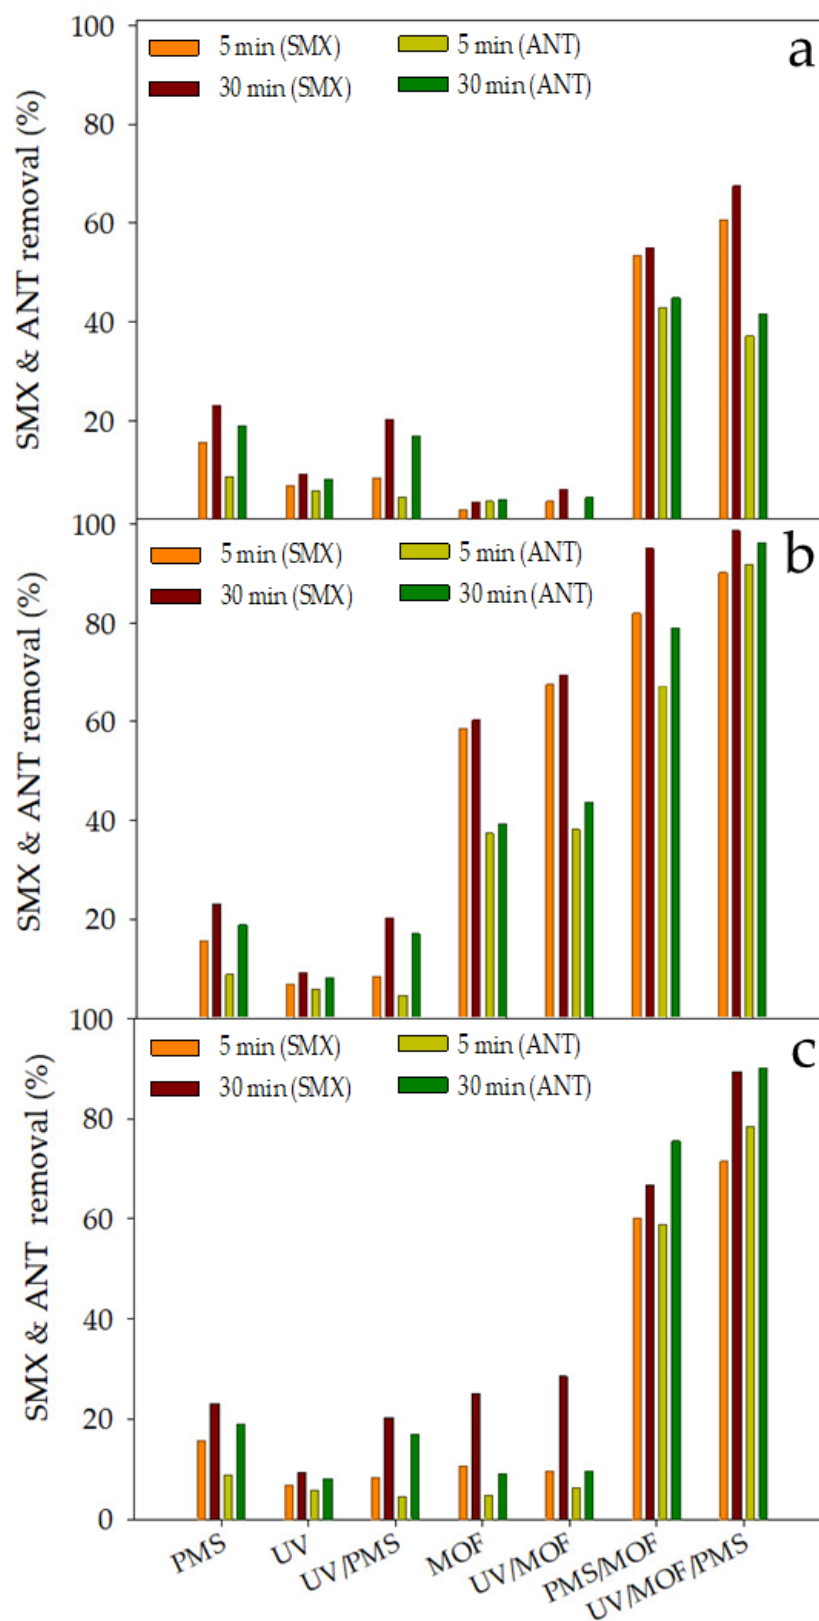 100
80
60
40
20
SMX & ANT removal (%)
5 min (SMX)
5 min (ANT)
30 min (SMX)
30 min (ANT)
a
100
80
60
40
20
SMX & ANT removal (%)
5 min (SMX)
5 min (ANT)
30 min (SMX)
30 min (ANT)
b
100
80
60
40
20
0
SMX & ANT removal (%)
5 min (SMX)
5 min (ANT)
30 min (SMX)
30 min (ANT)
c
PMS
UV
UV/PMS
MOF
UV/MOF
PMS/MOF
UV/MOF/PMS